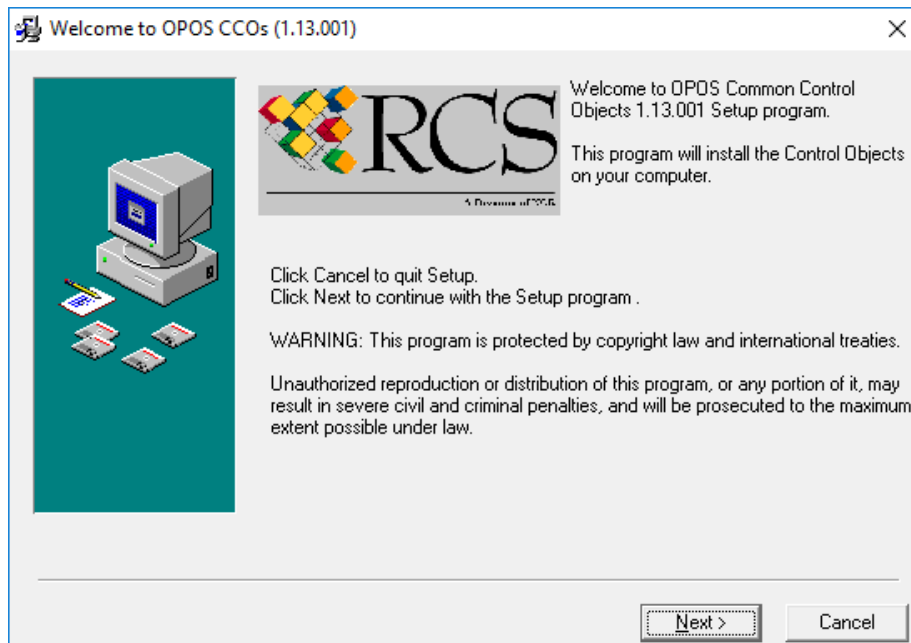 Welcome to OPOS CCOs (1.13.001)
RCS
Welcome to OPOS Common Control
Objects 1.13.001 Setup program.
This program will install the Control Objects
on your computer.
Click Cancel to quit Setup.
Click Next to continue with the Setup program .
WARNING: This program is protected by copyright law and international treaties.
Unauthorized reproduction or distribution of this program, or any portion of it, may
result in severe civil and criminal penalties, and will be prosecuted to the maximum
extent possible under law.
Next >
Cancel